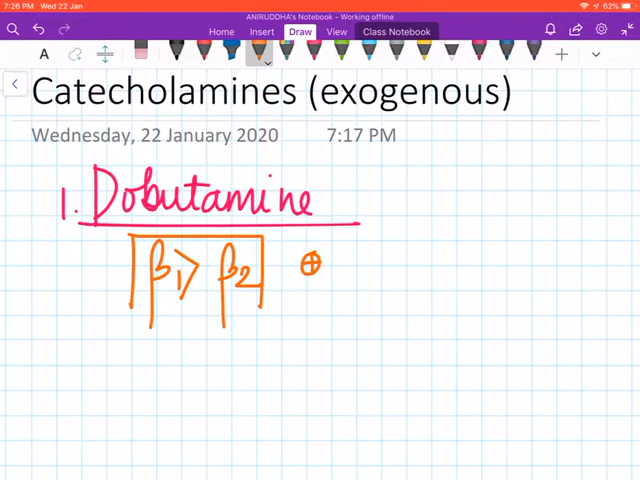 7:26 PM Wed 22 Jan 62%
ANIRUDDHA's Notebook - Working offline
Home Insert Draw View Class Notebook
A
Catecholamines (exogenous)
Wednesday, 22 January 2020 7:17 PM
1. Dobutamine
β1 > β2 ⊕